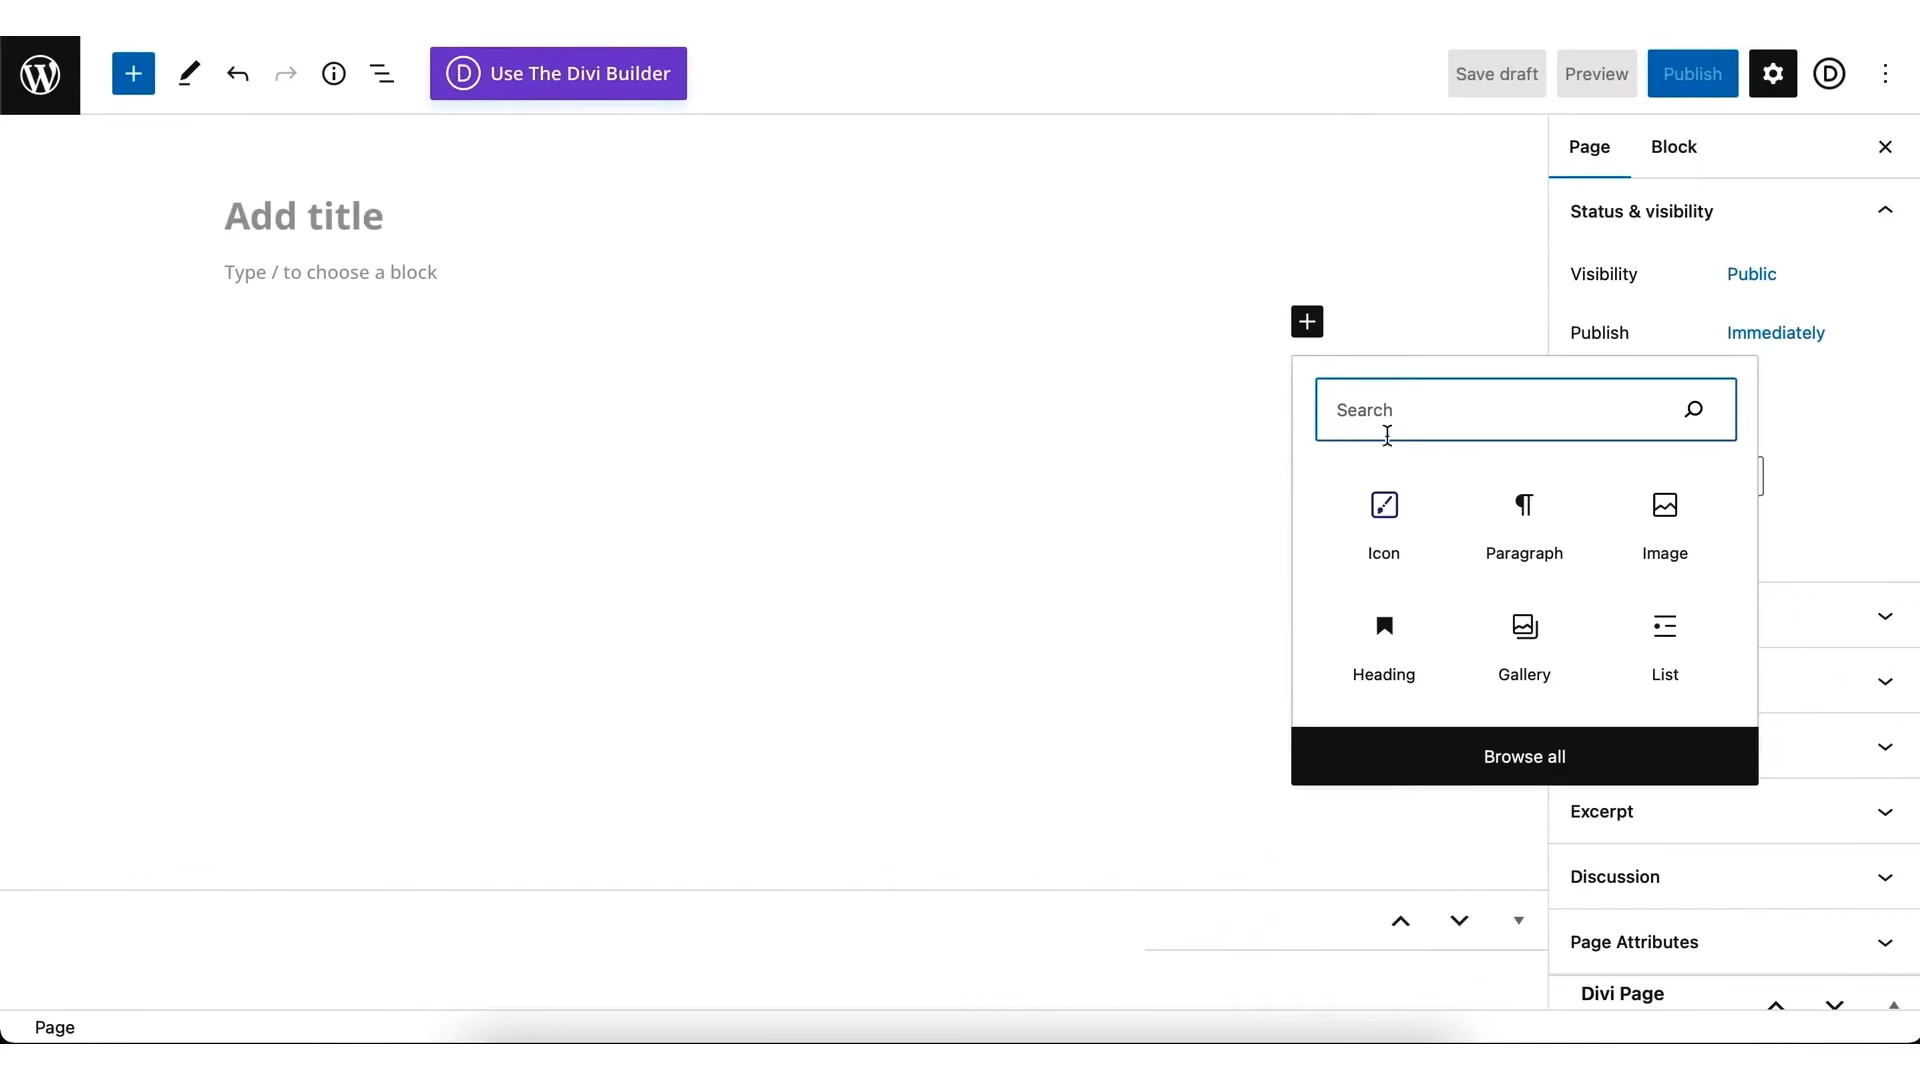 Use The Divi Builder
Save draft
Preview
Publish
Page
Block
Add title
Type / to choose a block
Status & visibility
Visibility
Public
Publish
Immediately
Search
Icon
Paragraph
Image
Heading
Gallery
List
Browse all
Excerpt
Discussion
Page Attributes
Divi Page
Page